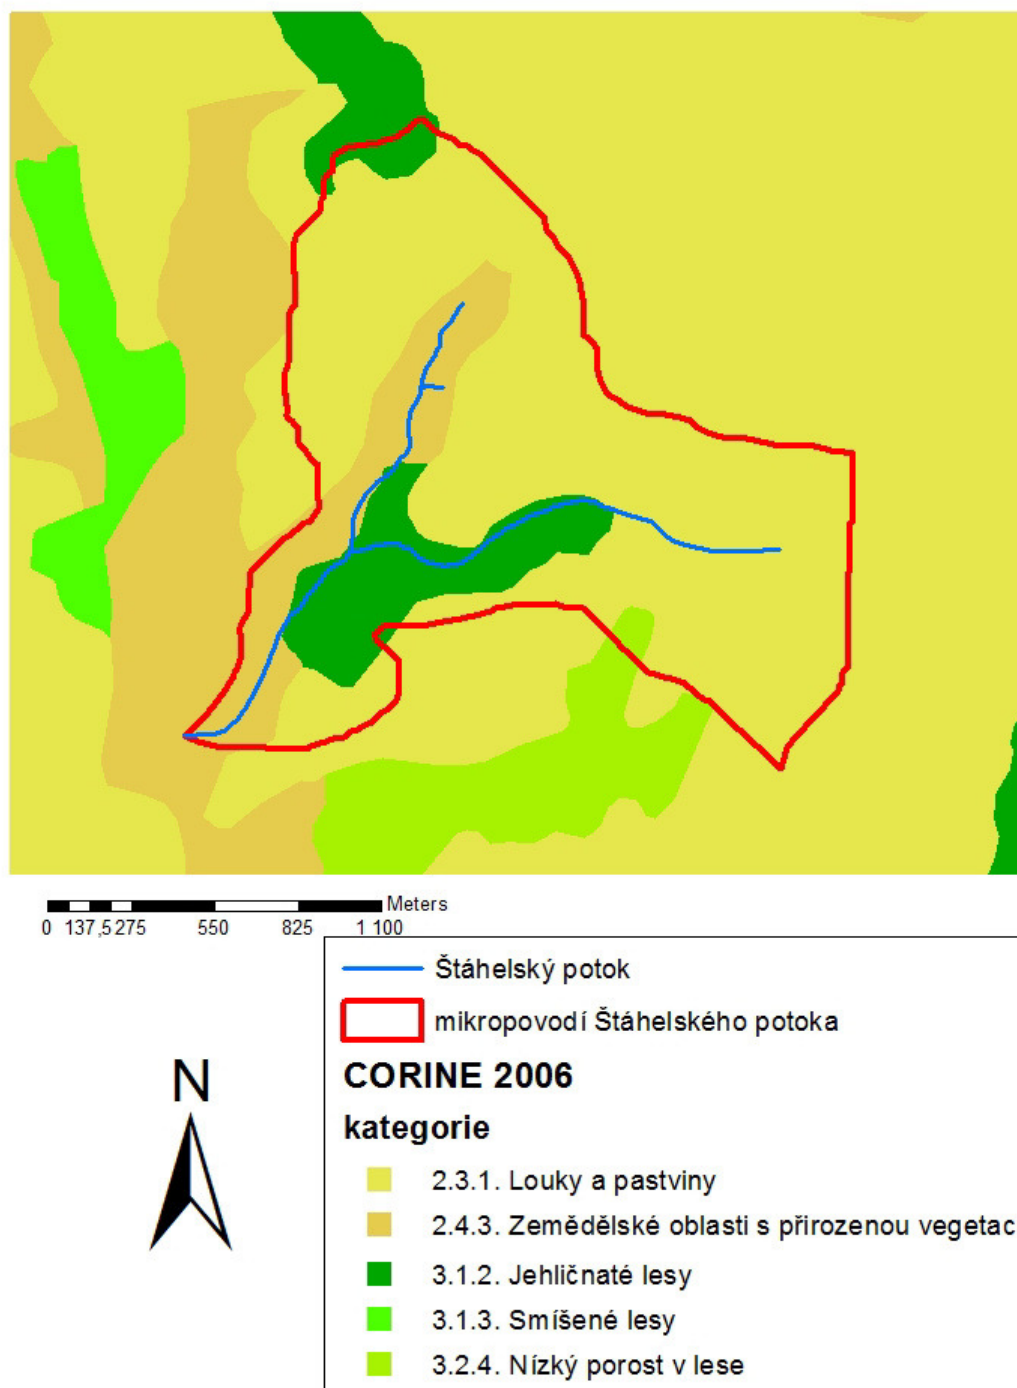 Meters
0 137,5 275 550 825 1 100
Štáhelský potok
mikropovodí Štáhelského potoka
CORINE 2006
N
kategorie
2.3.1. Louky a pastviny
2.4.3. Zemědělské oblasti s přirozenou vegetac
3.1.2. Jehličnaté lesy
3.1.3. Smíšené lesy
3.2.4. Nízký porost v lese